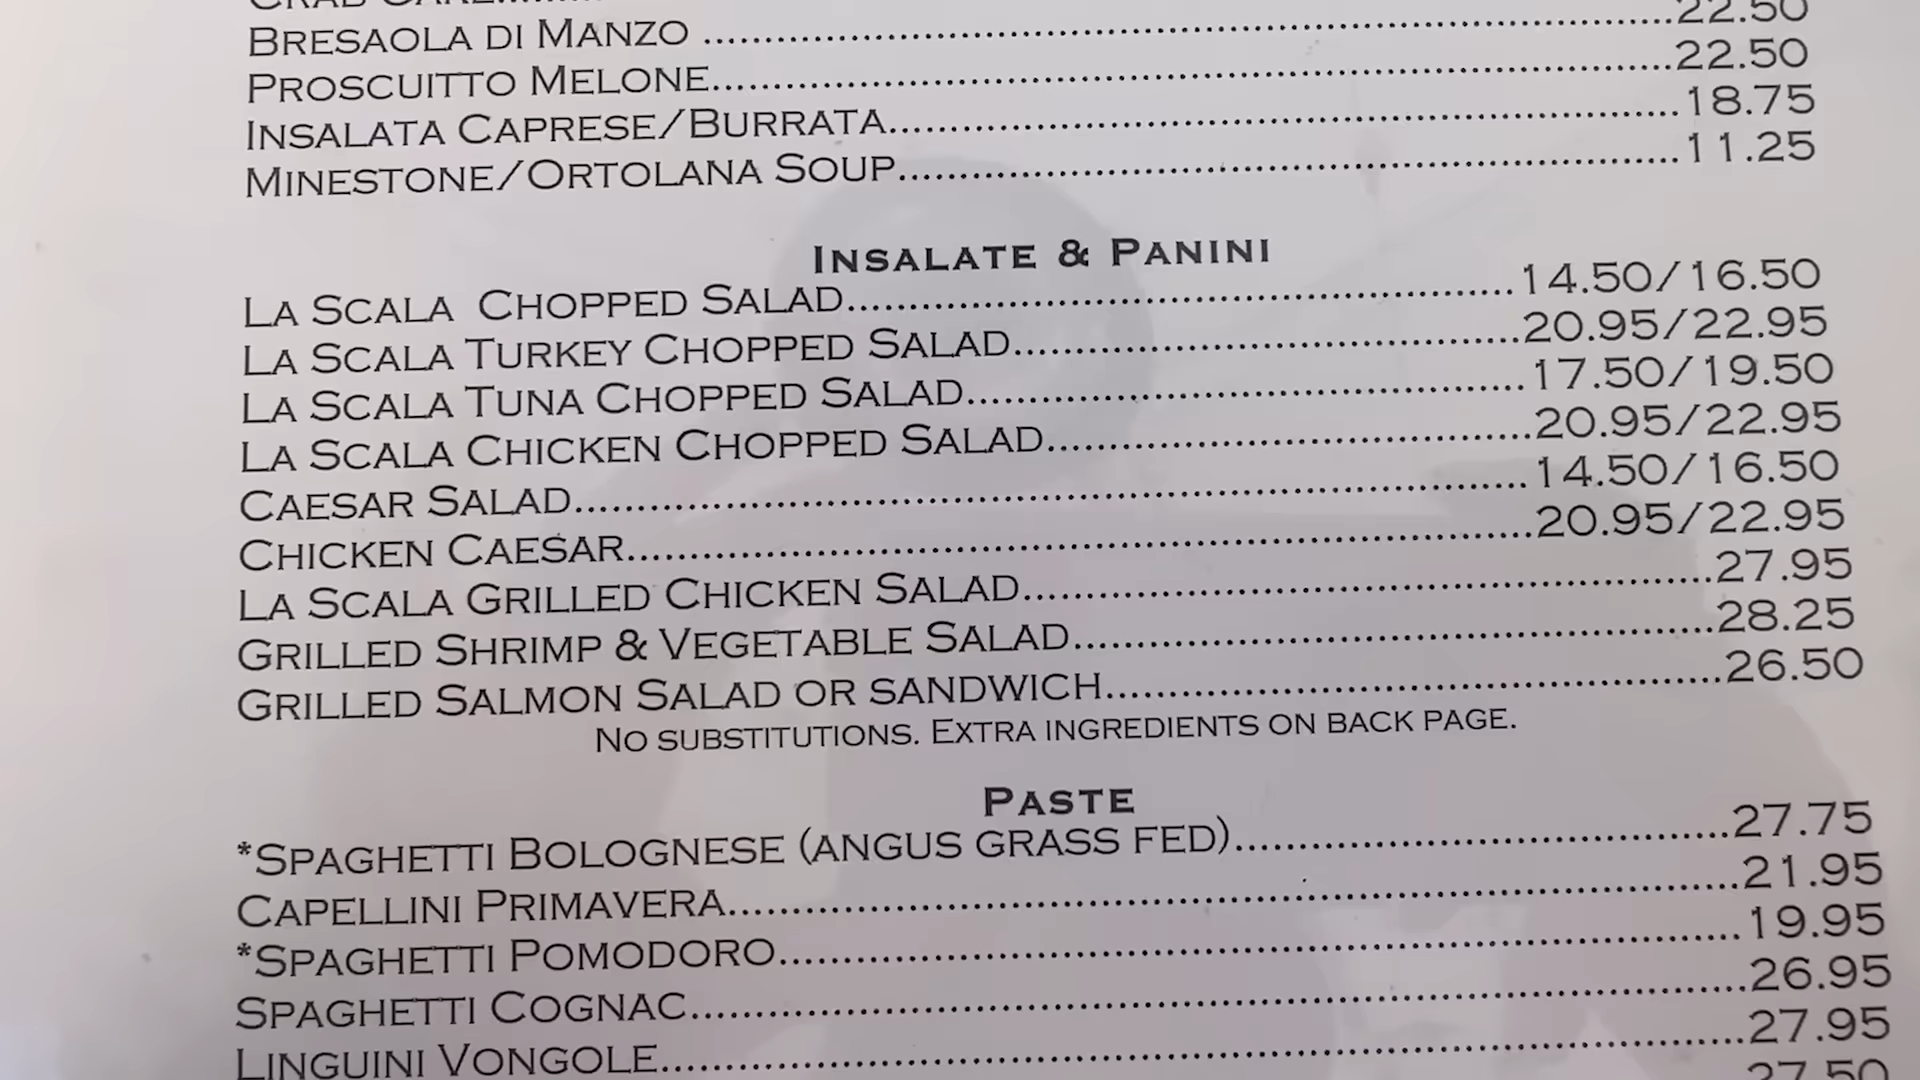 CRAB CAKE..........
BRESAOLA DI MANZO ..........22.50
PROSCUITTO MELONE..........22.50
INSALATA CAPRESE/BURRATA..........18.75
MINESTONE/ORTOLANA SOUP..........11.25
INSALATE & PANINI
LA SCALA CHOPPED SALAD..........14.50/16.50
LA SCALA TURKEY CHOPPED SALAD..........20.95/22.95
LA SCALA TUNA CHOPPED SALAD..........17.50/19.50
LA SCALA CHICKEN CHOPPED SALAD..........20.95/22.95
CAESAR SALAD..........14.50/16.50
CHICKEN CAESAR..........20.95/22.95
LA SCALA GRILLED CHICKEN SALAD..........27.95
GRILLED SHRIMP & VEGETABLE SALAD..........28.25
GRILLED SALMON SALAD OR SANDWICH..........26.50
NO SUBSTITUTIONS. EXTRA INGREDIENTS ON BACK PAGE.
PASTE
*SPAGHETTI BOLOGNESE (ANGUS GRASS FED)..........27.75
CAPELLINI PRIMAVERA..........21.95
*SPAGHETTI POMODORO..........19.95
SPAGHETTI COGNAC..........26.95
LINGUINI VONGOLE..........27.95
27.50